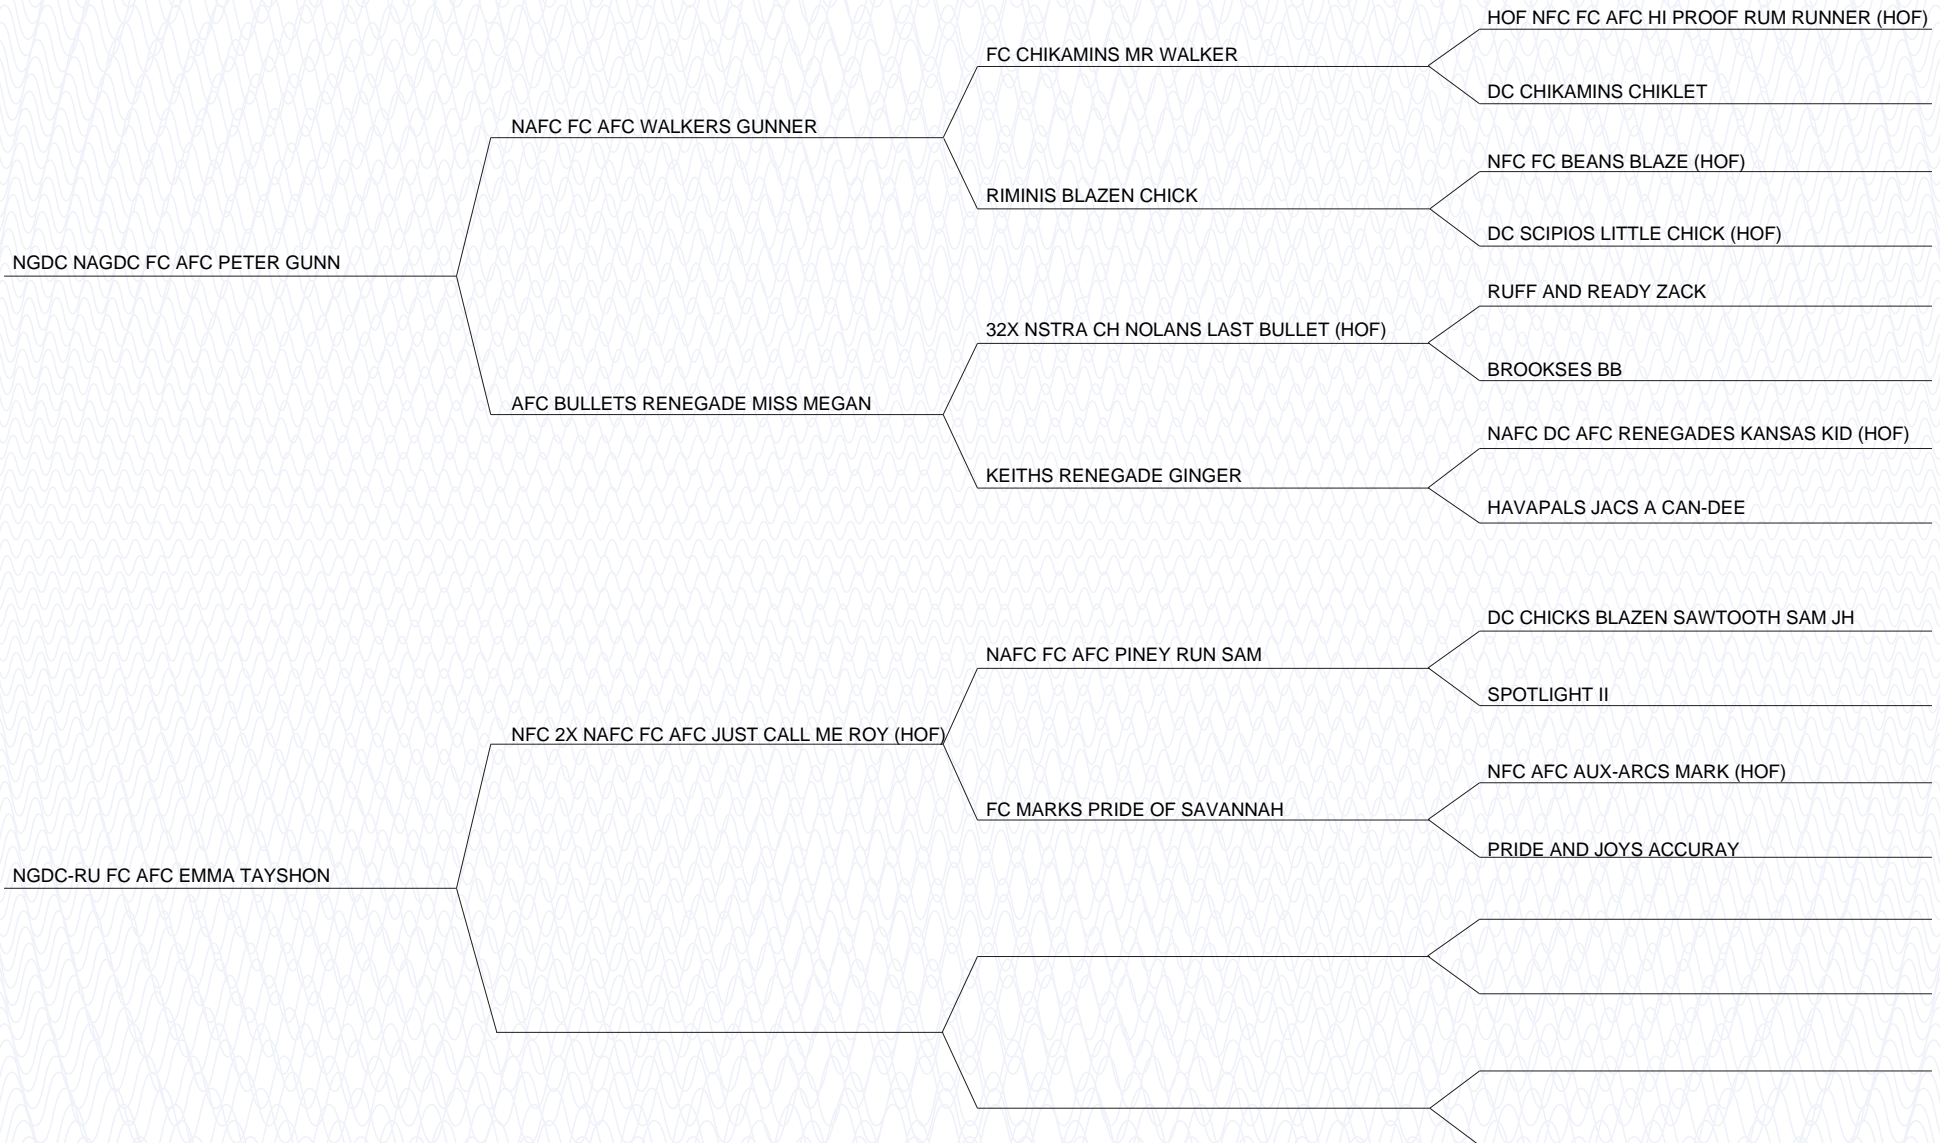 HOF NFC FC AFC HI PROOF RUM RUNNER (HOF)
FC CHIKAMINS MR WALKER
DC CHIKAMINS CHIKLET
NAFC FC AFC WALKERS GUNNER
NFC FC BEANS BLAZE (HOF)
RIMINIS BLAZEN CHICK
DC SCIPIOS LITTLE CHICK (HOF)
NGDC NAGDC FC AFC PETER GUNN
RUFF AND READY ZACK
32X NSTRA CH NOLANS LAST BULLET (HOF)
BROOKSES BB
AFC BULLETS RENEGADE MISS MEGAN
NAFC DC AFC RENEGADES KANSAS KID (HOF)
KEITHS RENEGADE GINGER
HAVAPALS JACS A CAN-DEE
DC CHICKS BLAZEN SAWTOOTH SAM JH
NAFC FC AFC PINEY RUN SAM
SPOTLIGHT II
NFC 2X NAFC FC AFC JUST CALL ME ROY (HOF)
NFC AFC AUX-ARCS MARK (HOF)
FC MARKS PRIDE OF SAVANNAH
PRIDE AND JOYS ACCURAY
NGDC-RU FC AFC EMMA TAYSHON